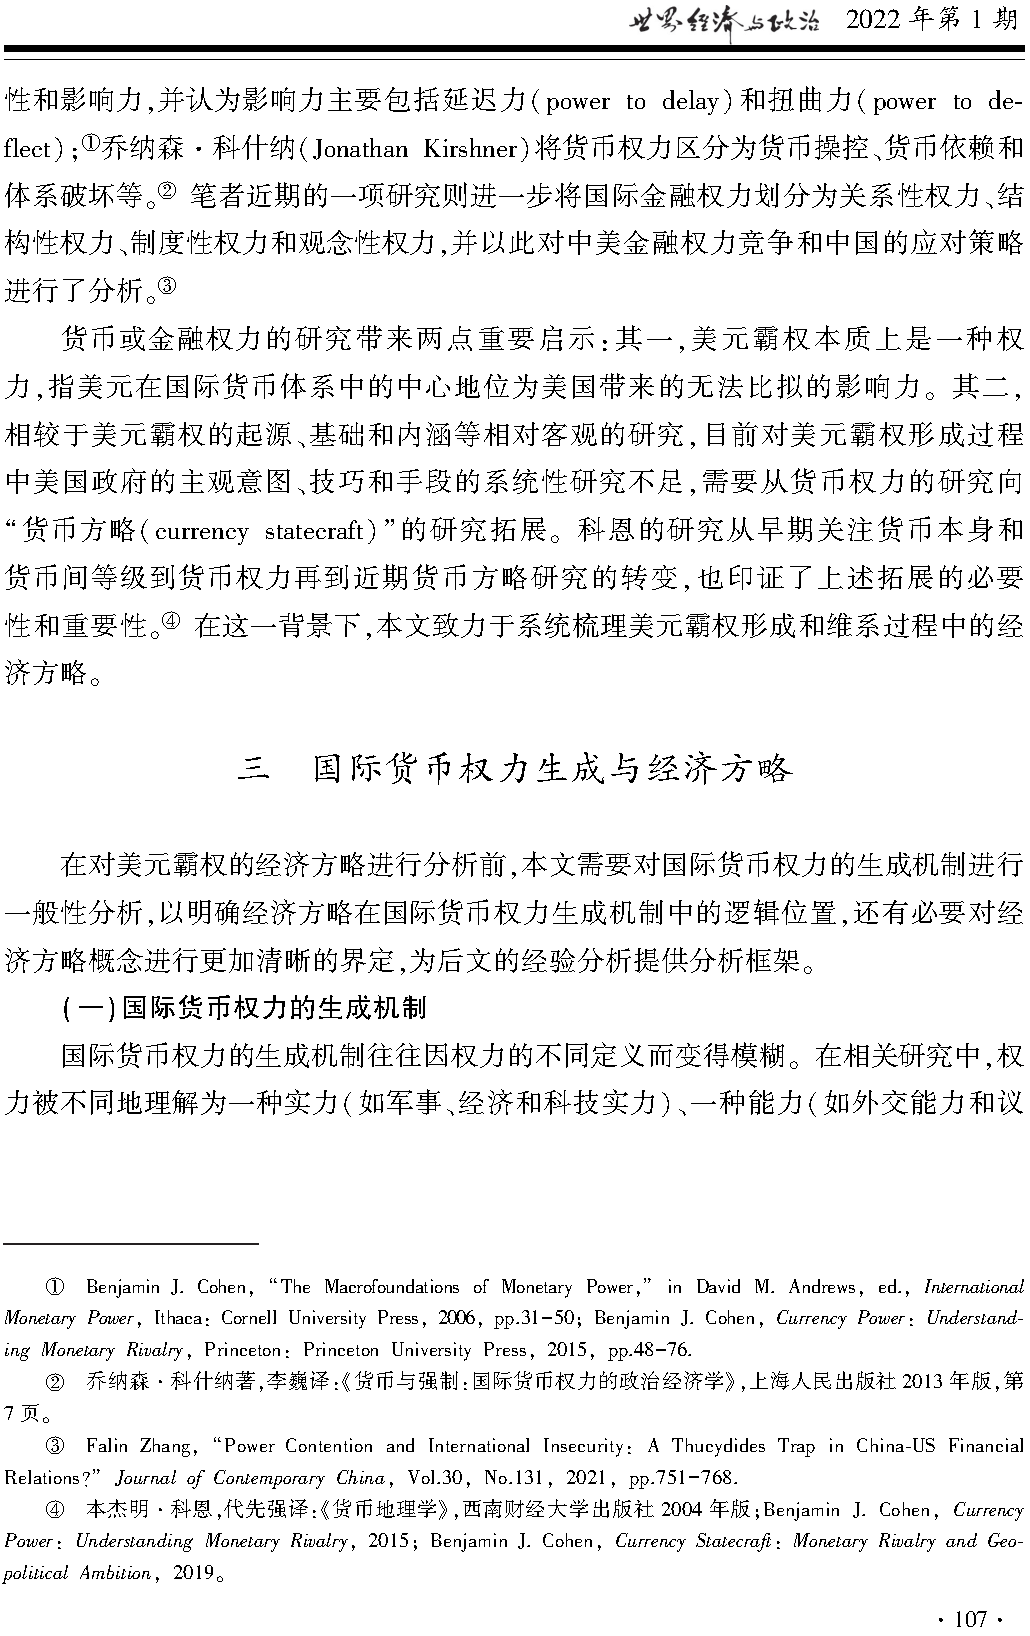 世界经济与政治 2022 年第 1 期
性和影响力,并认为影响力主要包括延迟力(power to delay)和扭曲力(power to de-
flect);①乔纳森·科什纳(Jonathan Kirshner)将货币权力区分为货币操控、货币依赖和
体系破坏等。② 笔者近期的一项研究则进一步将国际金融权力划分为关系性权力、结
构性权力、制度性权力和观念性权力,并以此对中美金融权力竞争和中国的应对策略
进行了分析。③
货币或金融权力的研究带来两点重要启示:其一,美元霸权本质上是一种权
力,指美元在国际货币体系中的中心地位为美国带来的无法比拟的影响力。其二,
相较于美元霸权的起源、基础和内涵等相对客观的研究,目前对美元霸权形成过程
中美国政府的主观意图、技巧和手段的系统性研究不足,需要从货币权力的研究向
“货币方略(currency statecraft)”的研究拓展。科恩的研究从早期关注货币本身和
货币间等级到货币权力再到近期货币方略研究的转变,也印证了上述拓展的必要
性和重要性。④ 在这一背景下,本文致力于系统梳理美元霸权形成和维系过程中的经
济方略。
三 国际货币权力生成与经济方略
在对美元霸权的经济方略进行分析前,本文需要对国际货币权力的生成机制进行
一般性分析,以明确经济方略在国际货币权力生成机制中的逻辑位置,还有必要对经
济方略概念进行更加清晰的界定,为后文的经验分析提供分析框架。
(一)国际货币权力的生成机制
国际货币权力的生成机制往往因权力的不同定义而变得模糊。在相关研究中,权
力被不同地理解为一种实力(如军事、经济和科技实力)、一种能力(如外交能力和议
① Benjamin J. Cohen, “The Macrofoundations of Monetary Power,” in David M. Andrews, ed., International
Monetary Power, Ithaca: Cornell University Press, 2006, pp.31-50; Benjamin J. Cohen, Currency Power: Understand-
ing Monetary Rivalry, Princeton: Princeton University Press, 2015, pp.48-76.
② 乔纳森·科什纳著,李巍译:《货币与强制:国际货币权力的政治经济学》,上海人民出版社 2013 年版,第
7 页。
③ Falin Zhang, “Power Contention and International Insecurity: A Thucydides Trap in China-US Financial
Relations?” Journal of Contemporary China, Vol.30, No.131, 2021, pp.751-768.
④ 本杰明·科恩,代先强译:《货币地理学》,西南财经大学出版社 2004 年版;Benjamin J. Cohen, Currency
Power: Understanding Monetary Rivalry, 2015; Benjamin J. Cohen, Currency Statecraft: Monetary Rivalry and Geo-
political Ambition, 2019。
· 107 ·